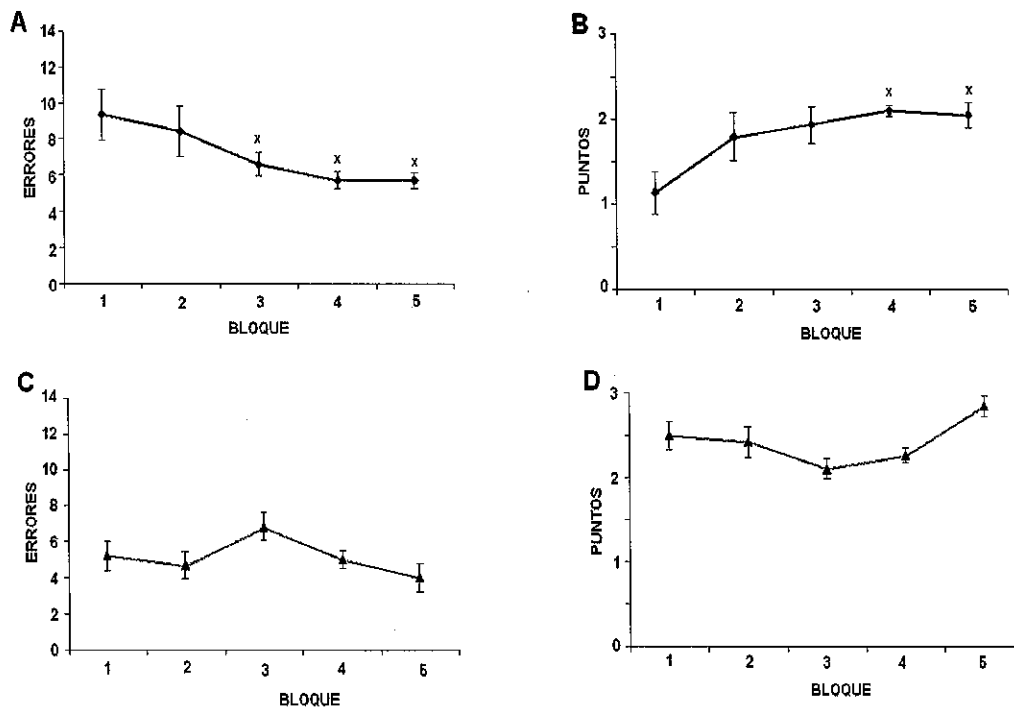 A
14
12
10
8
6
4
2
0
ERRORES
x
x
x
1 2 3 4 5
BLOQUE
B
3
2
1
0
PUNTOS
x
x
1 2 3 4 5
BLOQUE
C
14
12
10
8
6
4
2
0
ERRORES
1 2 3 4 5
BLOQUE
D
3
2
1
0
PUNTOS
1 2 3 4 5
BLOQUE